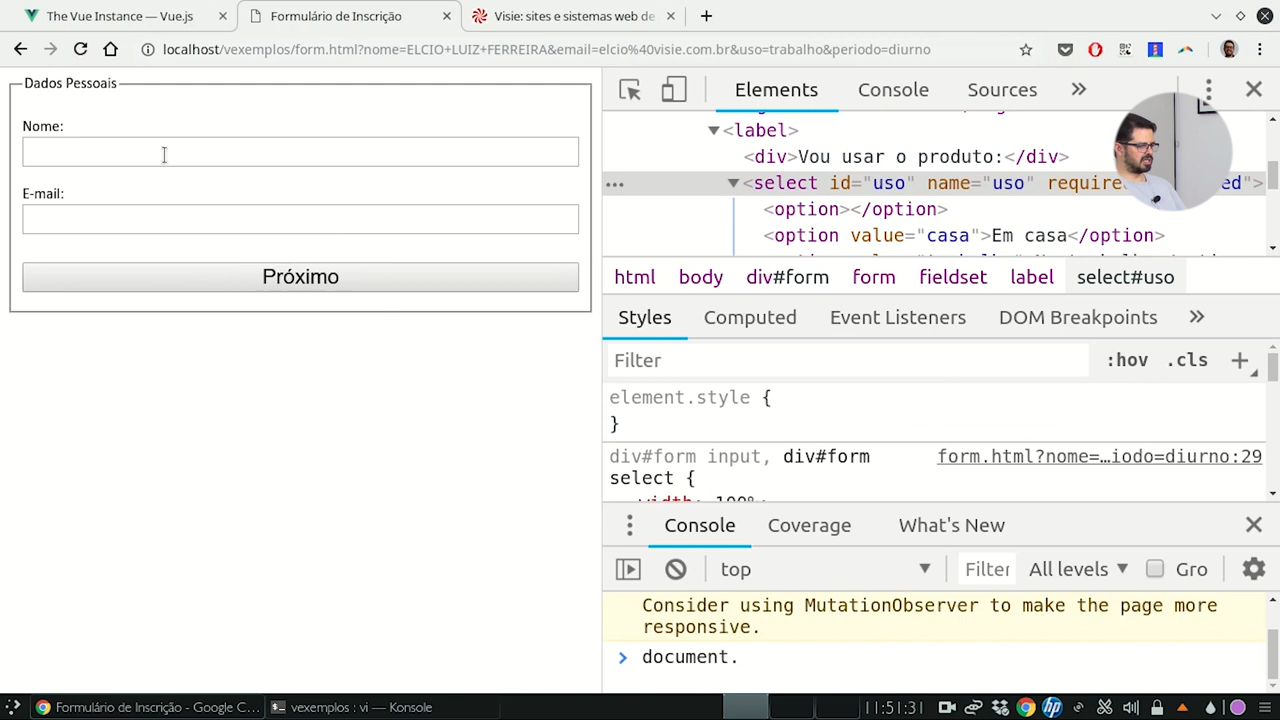 The Vue Instance — Vue.js
Formulário de Inscrição
Visie: sites e sistemas web de
localhost/vexemplos/form.html?nome=ELCIO+LUIZ+FERREIRA&email=elcio%40visie.com.br&uso=trabalho&periodo=diurno
Dados Pessoais
Nome:
E-mail:
Próximo
Elements Console Sources
▼<label>
<div>Vou usar o produto:</div>
▼<select id="uso" name="uso" require ed">
<option></option>
<option value="casa">Em casa</option>
html body div#form form fieldset label select#uso
Styles Computed Event Listeners DOM Breakpoints
Filter :hov .cls
element.style {
}
div#form input, div#form form.html?nome=…iodo=diurno:29
select {
width: 100%;
Console Coverage What's New
top Filter All levels ▼ Gro
Consider using MutationObserver to make the page more
responsive.
document.
Formulário de Inscrição - Google C... vexemplos : vi — Konsole 11:51:31